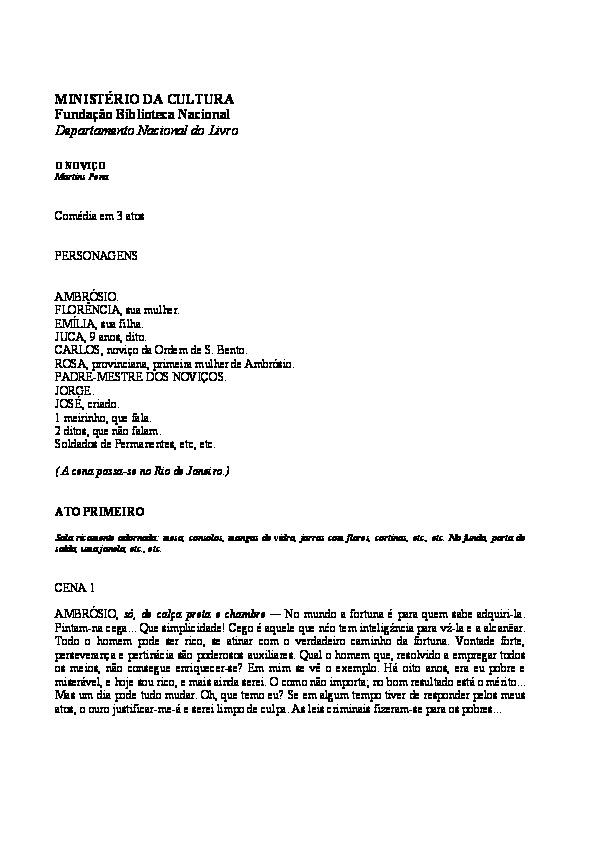 MINISTÉRIO DA CULTURA
Fundação Biblioteca Nacional
Departamento Nacional do Livro
O NOVIÇO
Martins Pena
Comédia em 3 atos
PERSONAGENS
AMBRÓSIO.
FLORÊNCIA, sua mulher.
EMÍLIA, sua filha.
JUCA, 9 anos, dito.
CARLOS, noviço da Ordem de S. Bento.
ROSA, provinciana, primeira mulher de Ambrósio.
PADRE-MESTRE DOS NOVIÇOS.
JORGE.
JOSÉ, criado.
1 meirinho, que fala.
2 ditos, que não falam.
Soldados de Permanentes, etc, etc.
( A cena passa-se no Rio de Janeiro.)
ATO PRIMEIRO
Sala ricamente adornada: mesa, consolos, mangas de vidro, jarras com flores, cortinas, etc., etc. No fundo, porta de
saída, uma janela, etc., etc.
CENA 1
AMBRÓSIO, só, de calça preta e chambre — No mundo a fortuna é para quem sabe adquiri-la.
Pintam-na cega... Que simplicidade! Cego é aquele que nóo tem inteligíncia para vź-la e a alcanēar.
Todo o homem pode ser rico, se atinar com o verdadeiro caminho da fortuna. Vontade forte,
perseverança e pertinácia são poderosos auxiliares. Qual o homem que, resolvido a empregar todos
os meios, não consegue enriquecer-se? Em mim se vê o exemplo. Há oito anos, era eu pobre e
miserável, e hoje sou rico, e mais ainda serei. O como não importa; no bom resultado está o mérito...
Mas um dia pode tudo mudar. Oh, que temo eu? Se em algum tempo tiver de responder pelos meus
atos, o ouro justificar-me-á e serei limpo de culpa. As leis criminais fizeram-se para os pobres...